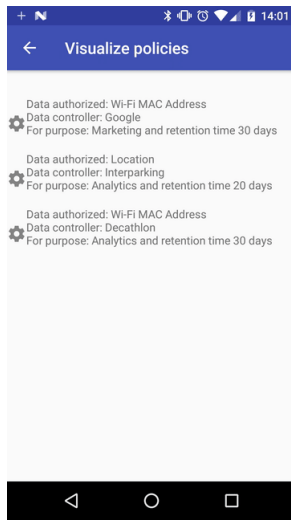 14:01
Visualize policies
Data authorized: Wi-Fi MAC Address
Data controller: Google
For purpose: Marketing and retention time 30 days
Data authorized: Location
Data controller: Interparking
For purpose: Analytics and retention time 20 days
Data authorized: Wi-Fi MAC Address
Data controller: Decathlon
For purpose: Analytics and retention time 30 days